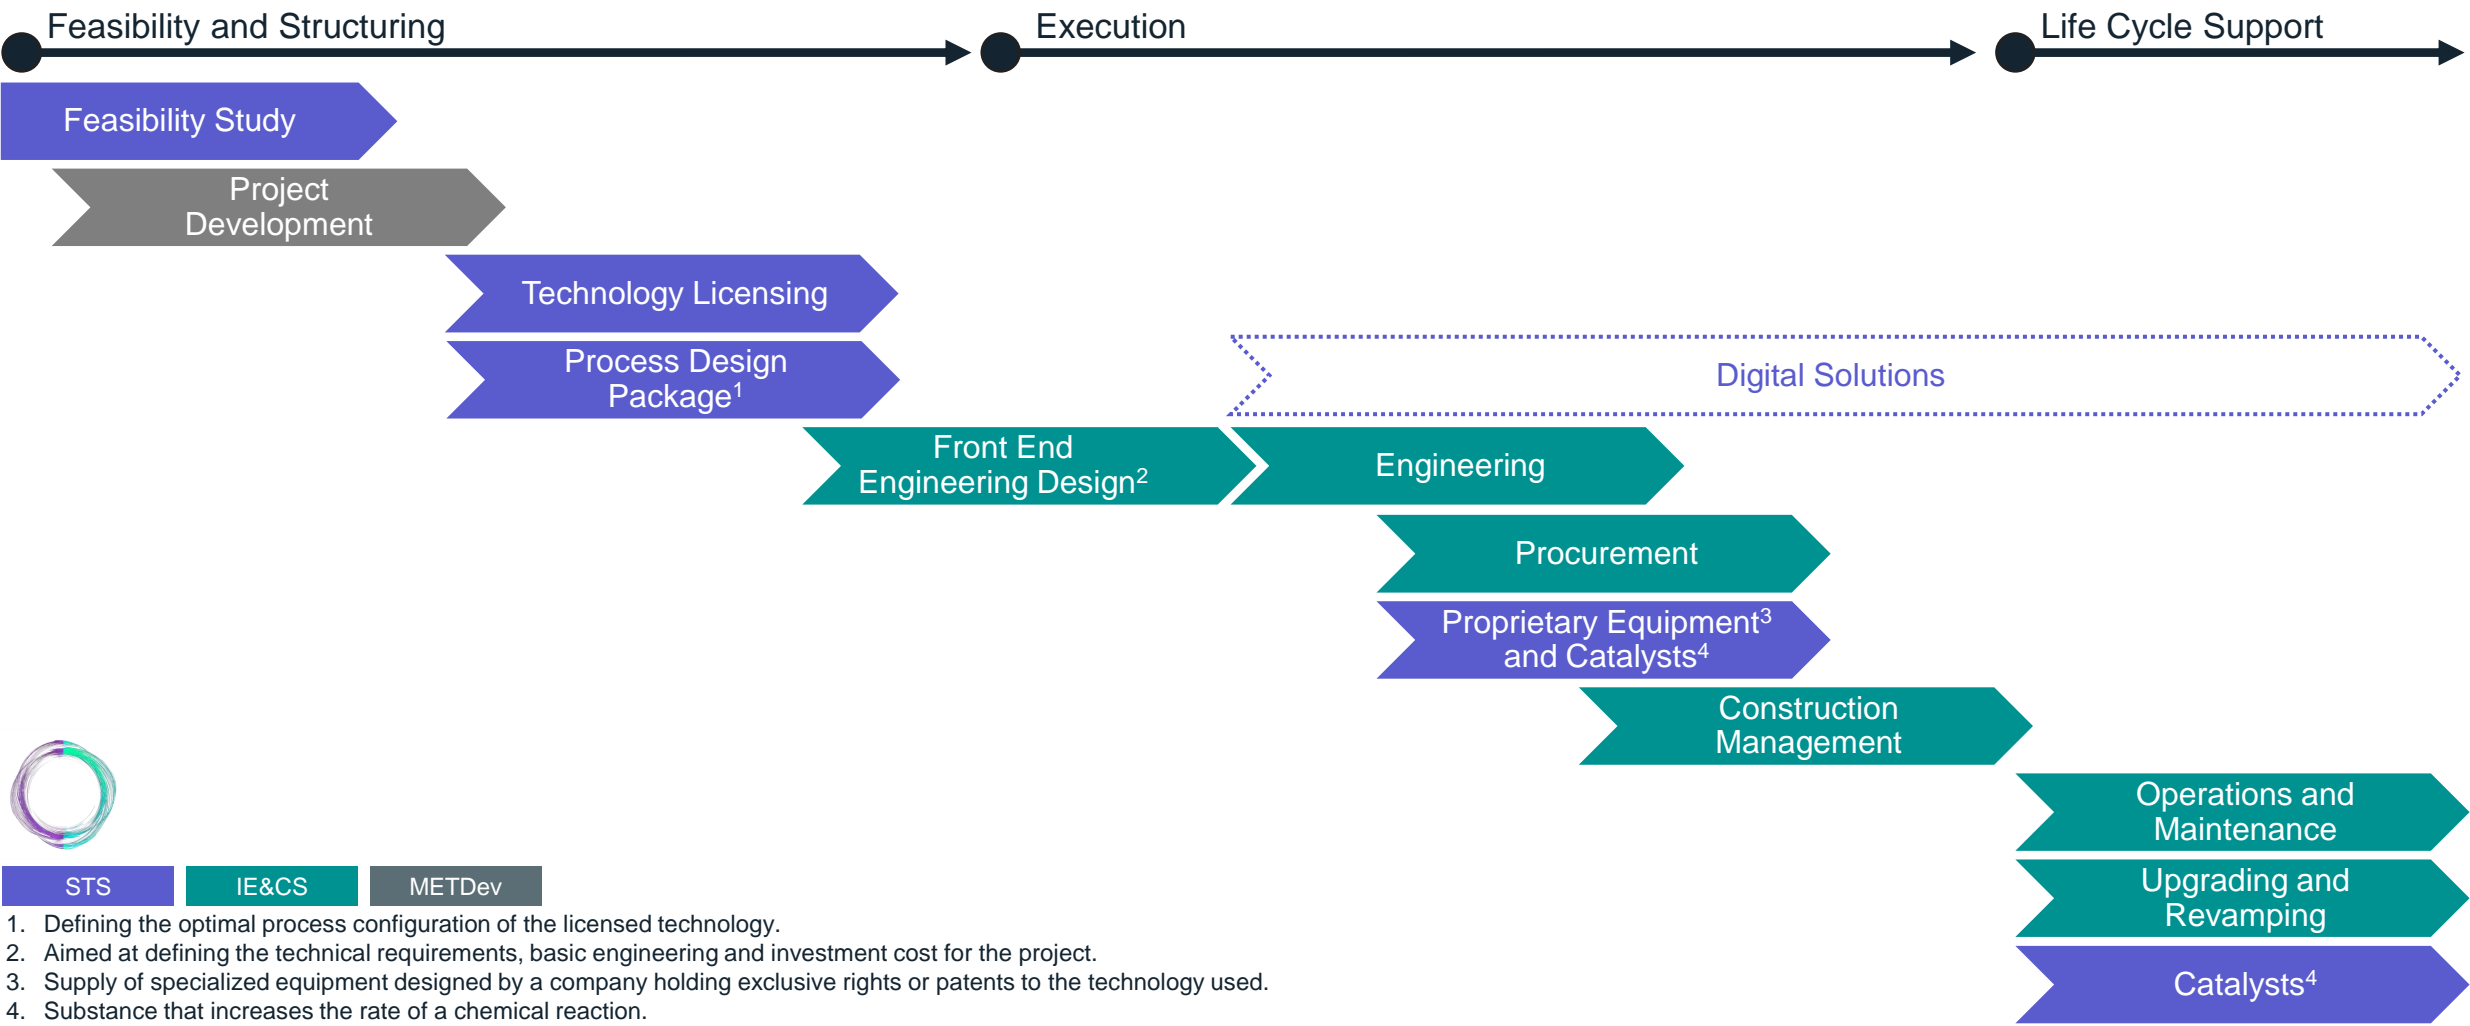 Feasibility and Structuring
Execution
Life Cycle Support
Feasibility Study
Project
Development
Technology Licensing
Process Design
Package¹
Digital Solutions
Front End
Engineering Design²
Engineering
Procurement
Proprietary Equipment³
and Catalysts⁴
Construction
Management
Operations and
Maintenance
Upgrading and
Revamping
Catalysts⁴
STS
IE&CS
METDev
1. Defining the optimal process configuration of the licensed technology.
2. Aimed at defining the technical requirements, basic engineering and investment cost for the project.
3. Supply of specialized equipment designed by a company holding exclusive rights or patents to the technology used.
4. Substance that increases the rate of a chemical reaction.